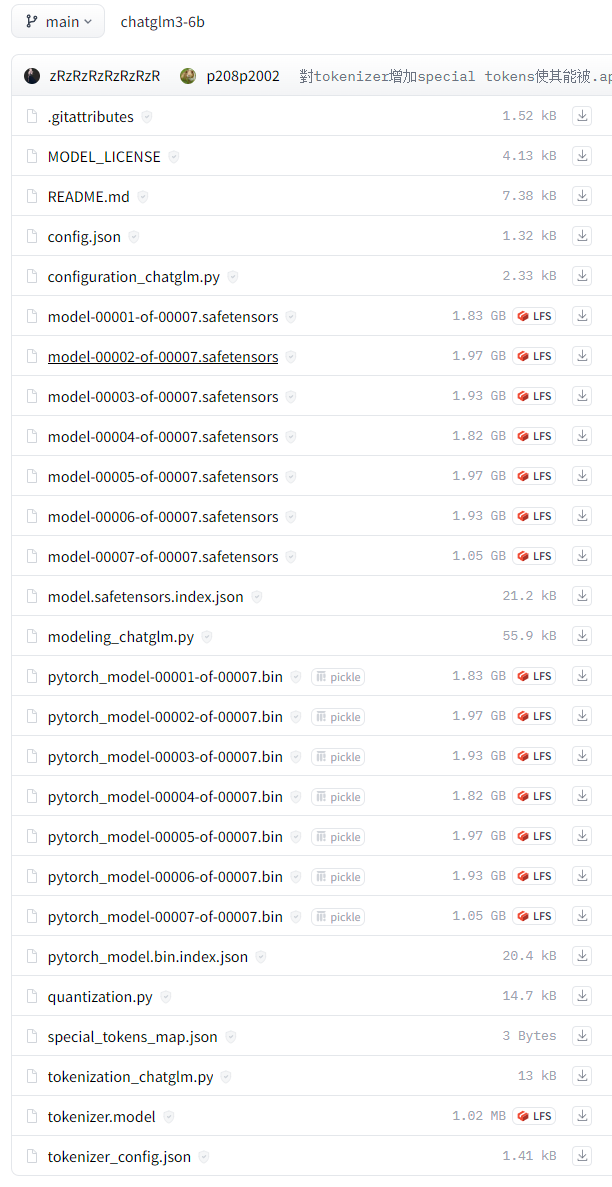 main chatglm3-6b
zRzRzRzRzRzRzR p208p2002 對tokenizer增加special tokens使其能被.ap
.gitattributes 1.52 kB
MODEL_LICENSE 4.13 kB
README.md 7.38 kB
config.json 1.32 kB
configuration_chatglm.py 2.33 kB
model-00001-of-00007.safetensors 1.83 GB LFS
model-00002-of-00007.safetensors 1.97 GB LFS
model-00003-of-00007.safetensors 1.93 GB LFS
model-00004-of-00007.safetensors 1.82 GB LFS
model-00005-of-00007.safetensors 1.97 GB LFS
model-00006-of-00007.safetensors 1.93 GB LFS
model-00007-of-00007.safetensors 1.05 GB LFS
model.safetensors.index.json 21.2 kB
modeling_chatglm.py 55.9 kB
pytorch_model-00001-of-00007.bin pickle 1.83 GB LFS
pytorch_model-00002-of-00007.bin pickle 1.97 GB LFS
pytorch_model-00003-of-00007.bin pickle 1.93 GB LFS
pytorch_model-00004-of-00007.bin pickle 1.82 GB LFS
pytorch_model-00005-of-00007.bin pickle 1.97 GB LFS
pytorch_model-00006-of-00007.bin pickle 1.93 GB LFS
pytorch_model-00007-of-00007.bin pickle 1.05 GB LFS
pytorch_model.bin.index.json 20.4 kB
quantization.py 14.7 kB
special_tokens_map.json 3 Bytes
tokenization_chatglm.py 13 kB
tokenizer.model 1.02 MB LFS
tokenizer_config.json 1.41 kB